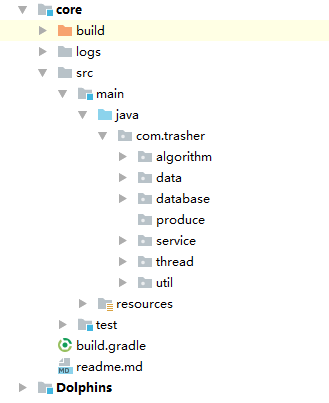 core
build
logs
src
main
java
com.trasher
algorithm
data
database
produce
service
thread
util
resources
test
build.gradle
MD readme.md
Dolphins